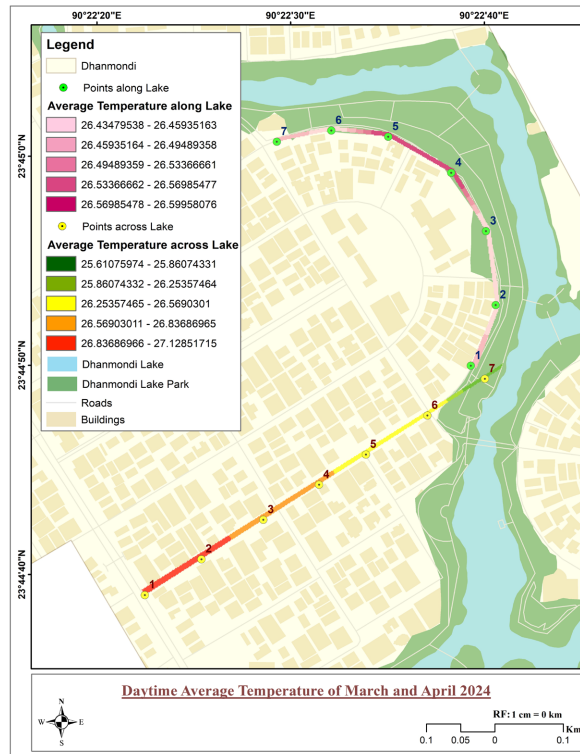 90°22'20"E 90°22'30"E 90°22'40"E
Legend
Dhanmondi
Points along Lake
Average Temperature along Lake
26.43479538 - 26.45935163
26.45935164 - 26.49489358
26.49489359 - 26.53366661
26.53366662 - 26.56985477
26.56985478 - 26.59958076
Points across Lake
Average Temperature across Lake
25.61075974 - 25.86074331
25.86074332 - 26.25357464
26.25357465 - 26.5690301
26.56903011 - 26.83686965
26.83686966 - 27.12851715
Dhanmondi Lake
Dhanmondi Lake Park
Roads
Buildings
23°45'0"N
23°44'50"N
23°44'40"N
7
6
5
4
3
2
1
7
6
5
4
3
2
1
Daytime Average Temperature of March and April 2024
N
W E
S
RF: 1 cm = 0 km
Km
0.1 0.05 0 0.1